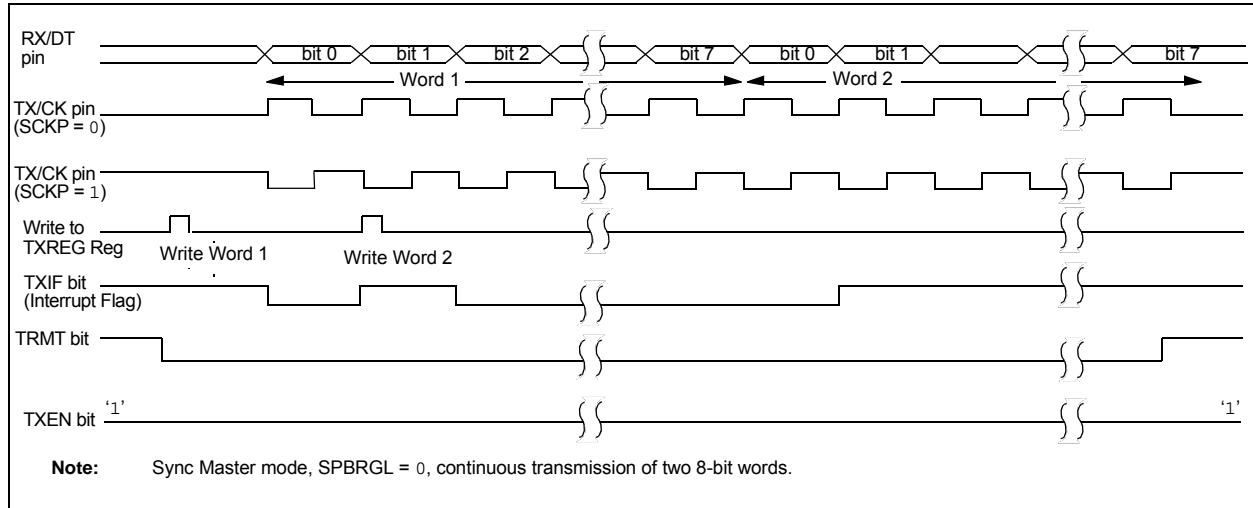 RX/DT
pin
bit 0 bit 1 bit 2 bit 7 bit 0 bit 1 bit 7
Word 1 Word 2
TX/CK pin
(SCKP = 0)
TX/CK pin
(SCKP = 1)
Write to
TXREG Reg
Write Word 1 Write Word 2
TXIF bit
(Interrupt Flag)
TRMT bit
TXEN bit '1' '1'
Note: Sync Master mode, SPBRGL = 0, continuous transmission of two 8-bit words.